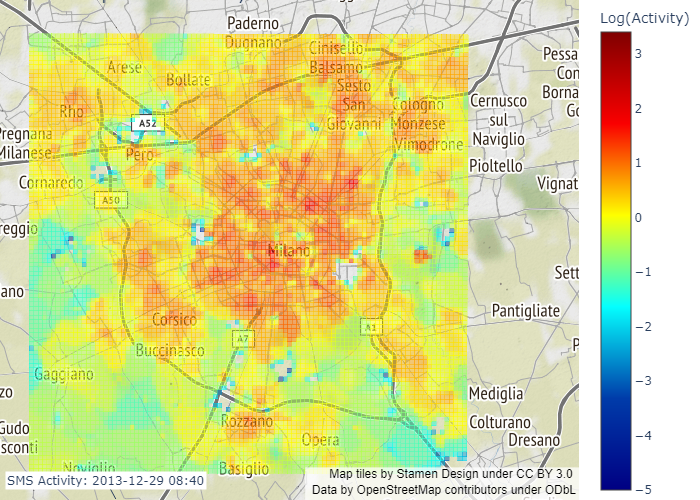 Paderno
Dugnano
Cinisello
Balsamo
Log(Activity)
Arese
Bollate
Sesto
San
Giovanni
Rho
A52
Cologno
Monzese
Vimodrone
Cernusco
sul
Naviglio
Pessa
Con
Borna
Go
Pregnana
Milanese
Pero
Pioltello
Cornaredo
Vignat
A50
reggio
Milano
Sett
ano
Corsico
Pantigliate
A7
A1
Buccinasco
P
Gaggiano
Mediglia
zo
Rozzano
Colturano
Dresano
Gudo
sconti
Opera
Noviglio
Basiglio
SMS Activity: 2013-12-29 08:40
Map tiles by Stamen Design under CC BY 3.0
Data by OpenStreetMap contributors under ODbL
3
2
1
0
−1
−2
−3
−4
−5